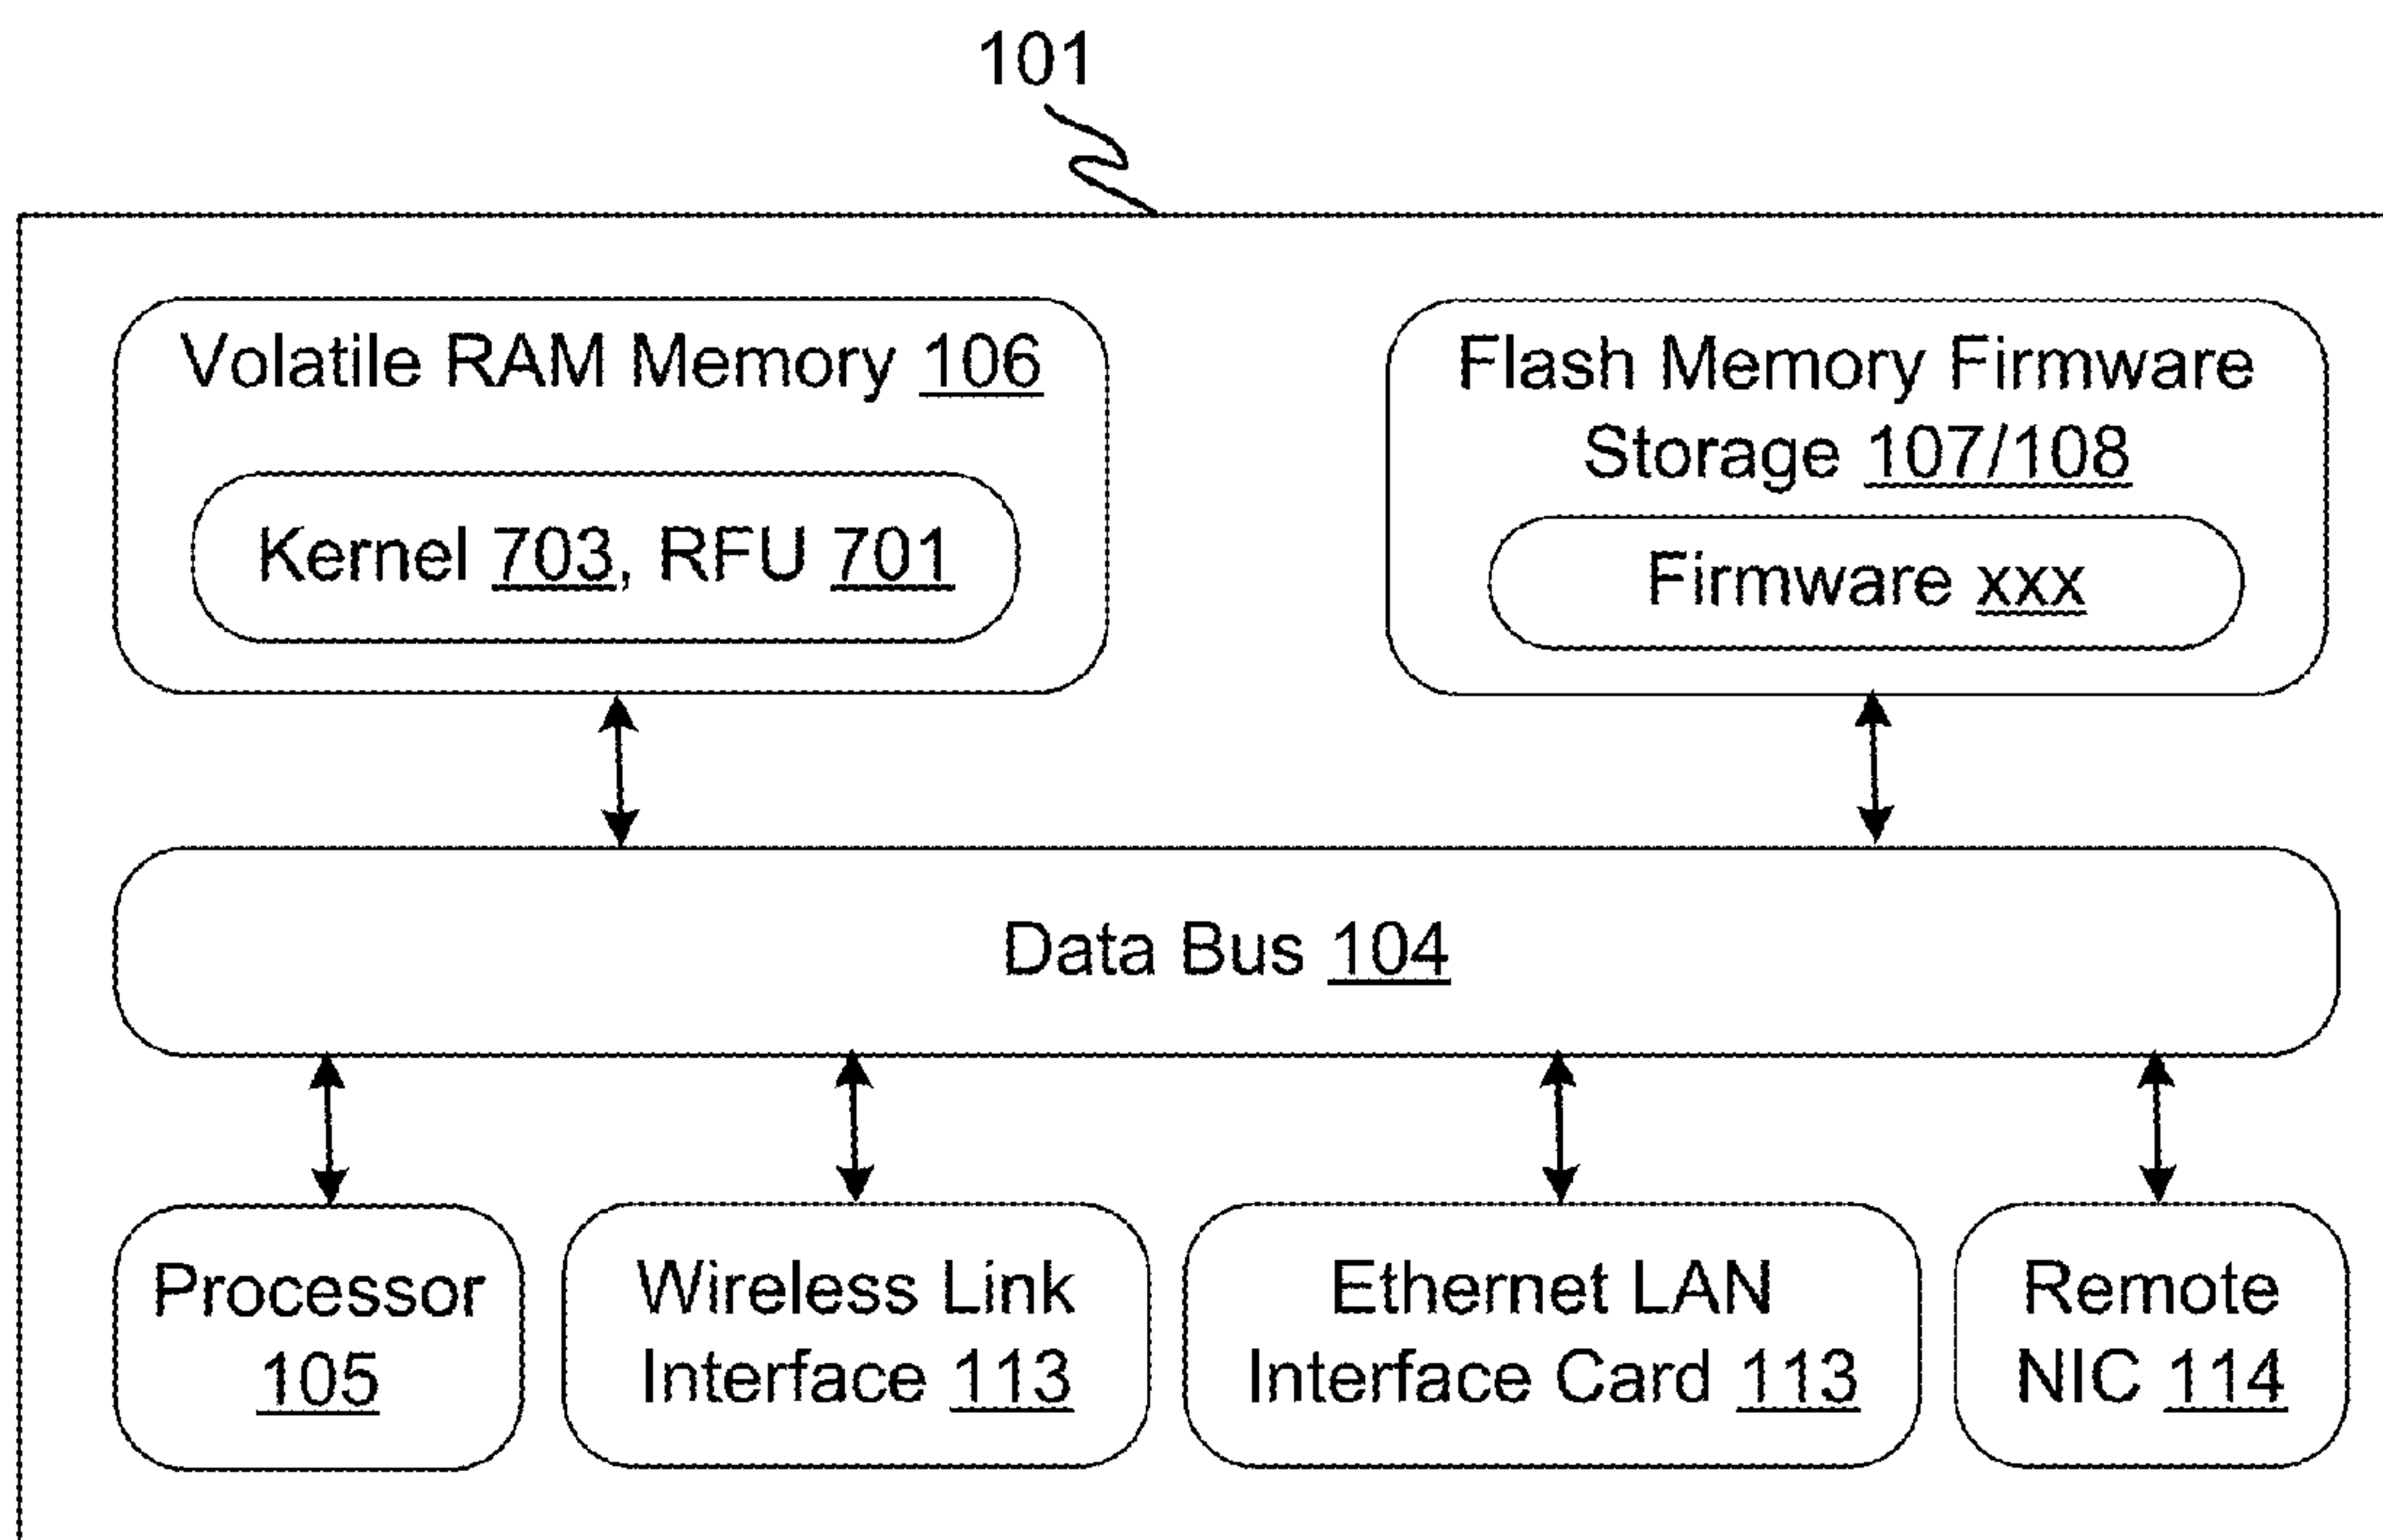 101
Volatile RAM Memory 106
Kernel 703, RFU 701
Flash Memory Firmware
Storage 107/108
Firmware xxx
Data Bus 104
Processor
105
Wireless Link
Interface 113
Ethernet LAN
Interface Card 113
Remote
NIC 114